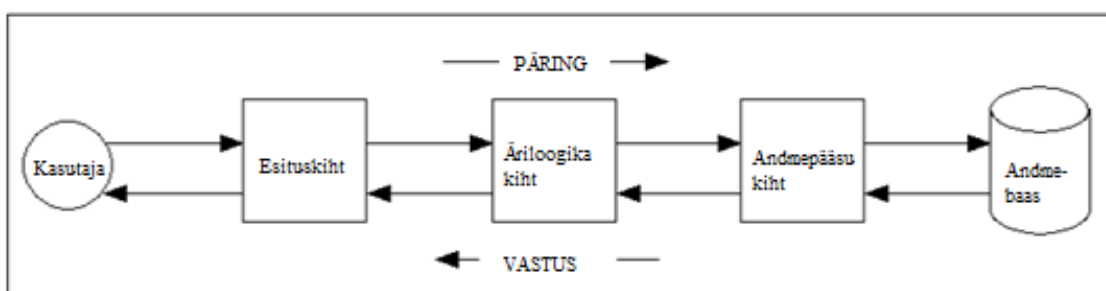 PÄRING
Kasutaja
Esituskiht
Äriloogika
kiht
Andmepääsu
kiht
Andme-
baas
VASTUS